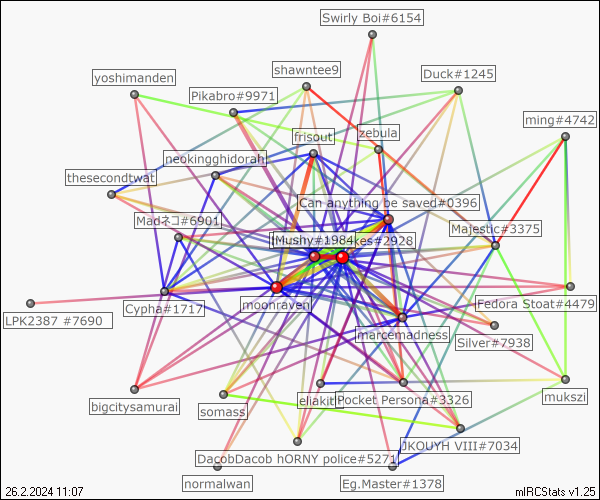 Swirly Boi#6154
shawntee9
yoshimanden
Duck#1245
Pikabro#9971
ming#4742
zebula
frisout
neokingghidorah
thesecondtwat
Can anything be saved#0396
Madネコ#6901
Majestic#3375
Mushy#1984
kes#2928
moonraven
Cypha#1717
Fedora Stoat#4479
LPK2387 #7690
marcemadness
Silver#7938
bigcitysamurai
somass
eliakith
Pocket Persona#3326
mukszi
JKOUYH VIII#7034
DacobDacob hORNY police#5271
normalwan
Eg.Master#1378
26.2.2024 11:07
mIRCStats v1.25